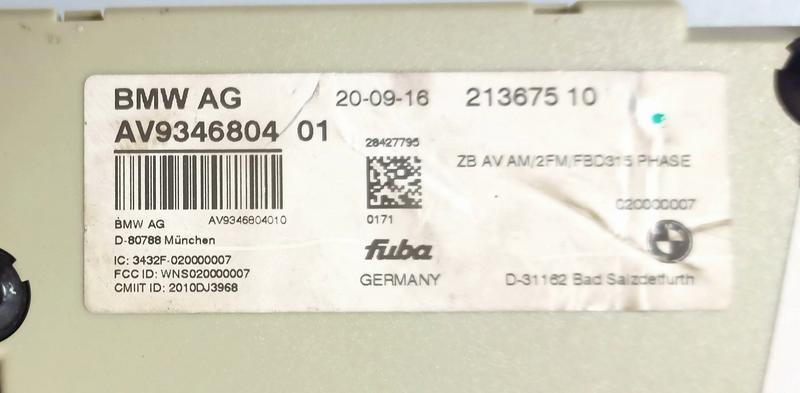 BMW AG 20-09-16 213675 10
AV9346804 01
28427795
ZB AV AM/2FM/FBD315 PHASE
BMW AG AV9346804010
0171
020000007
D-80788 München
IC: 3432F-020000007
FCC ID: WNS020000007
CMIIT ID: 2010DJ3968
fuba
GERMANY
D-31162 Bad Salzdetfurth